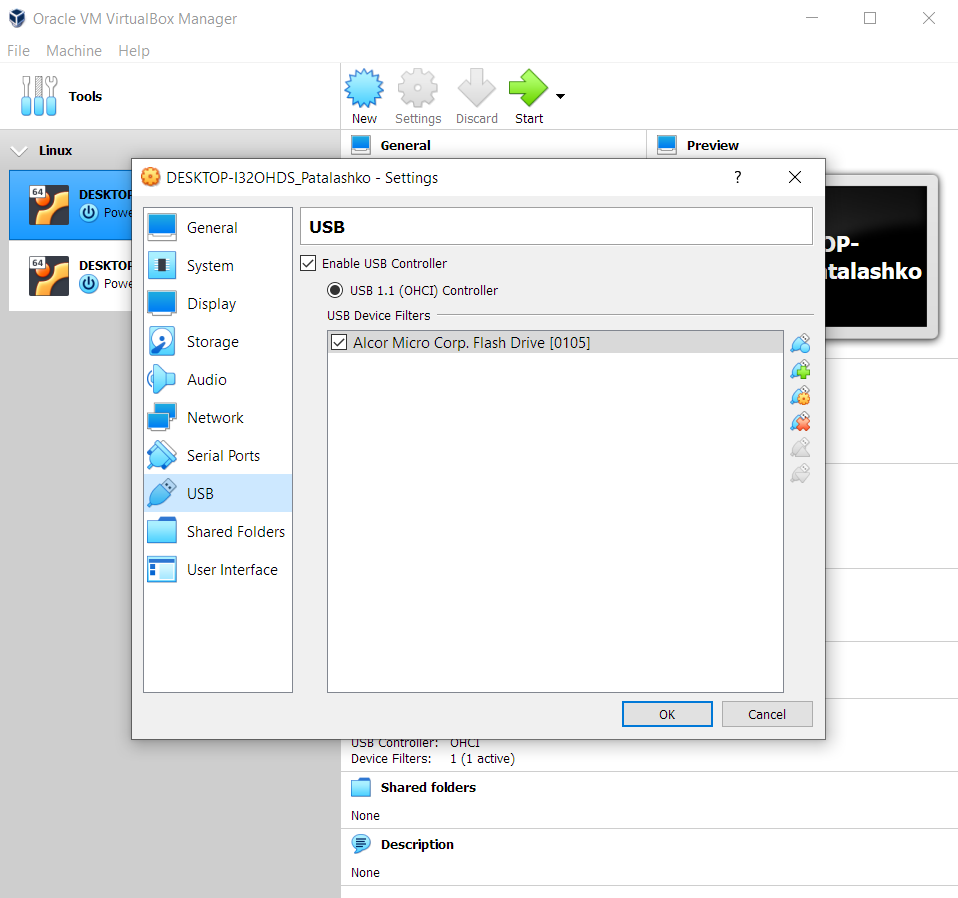 Oracle VM VirtualBox Manager
File Machine Help
Tools
New Settings Discard Start
Linux
General
Preview
64 DESKTOP
Powe
64 DESKTOP
Powe
OP-
talashko
DESKTOP-I32OHDS_Patalashko - Settings
?
General
System
Display
Storage
Audio
Network
Serial Ports
USB
Shared Folders
User Interface
USB
Enable USB Controller
USB 1.1 (OHCI) Controller
USB Device Filters
Alcor Micro Corp. Flash Drive [0105]
OK Cancel
USB Controller: OHCI
Device Filters: 1 (1 active)
Shared folders
None
Description
None